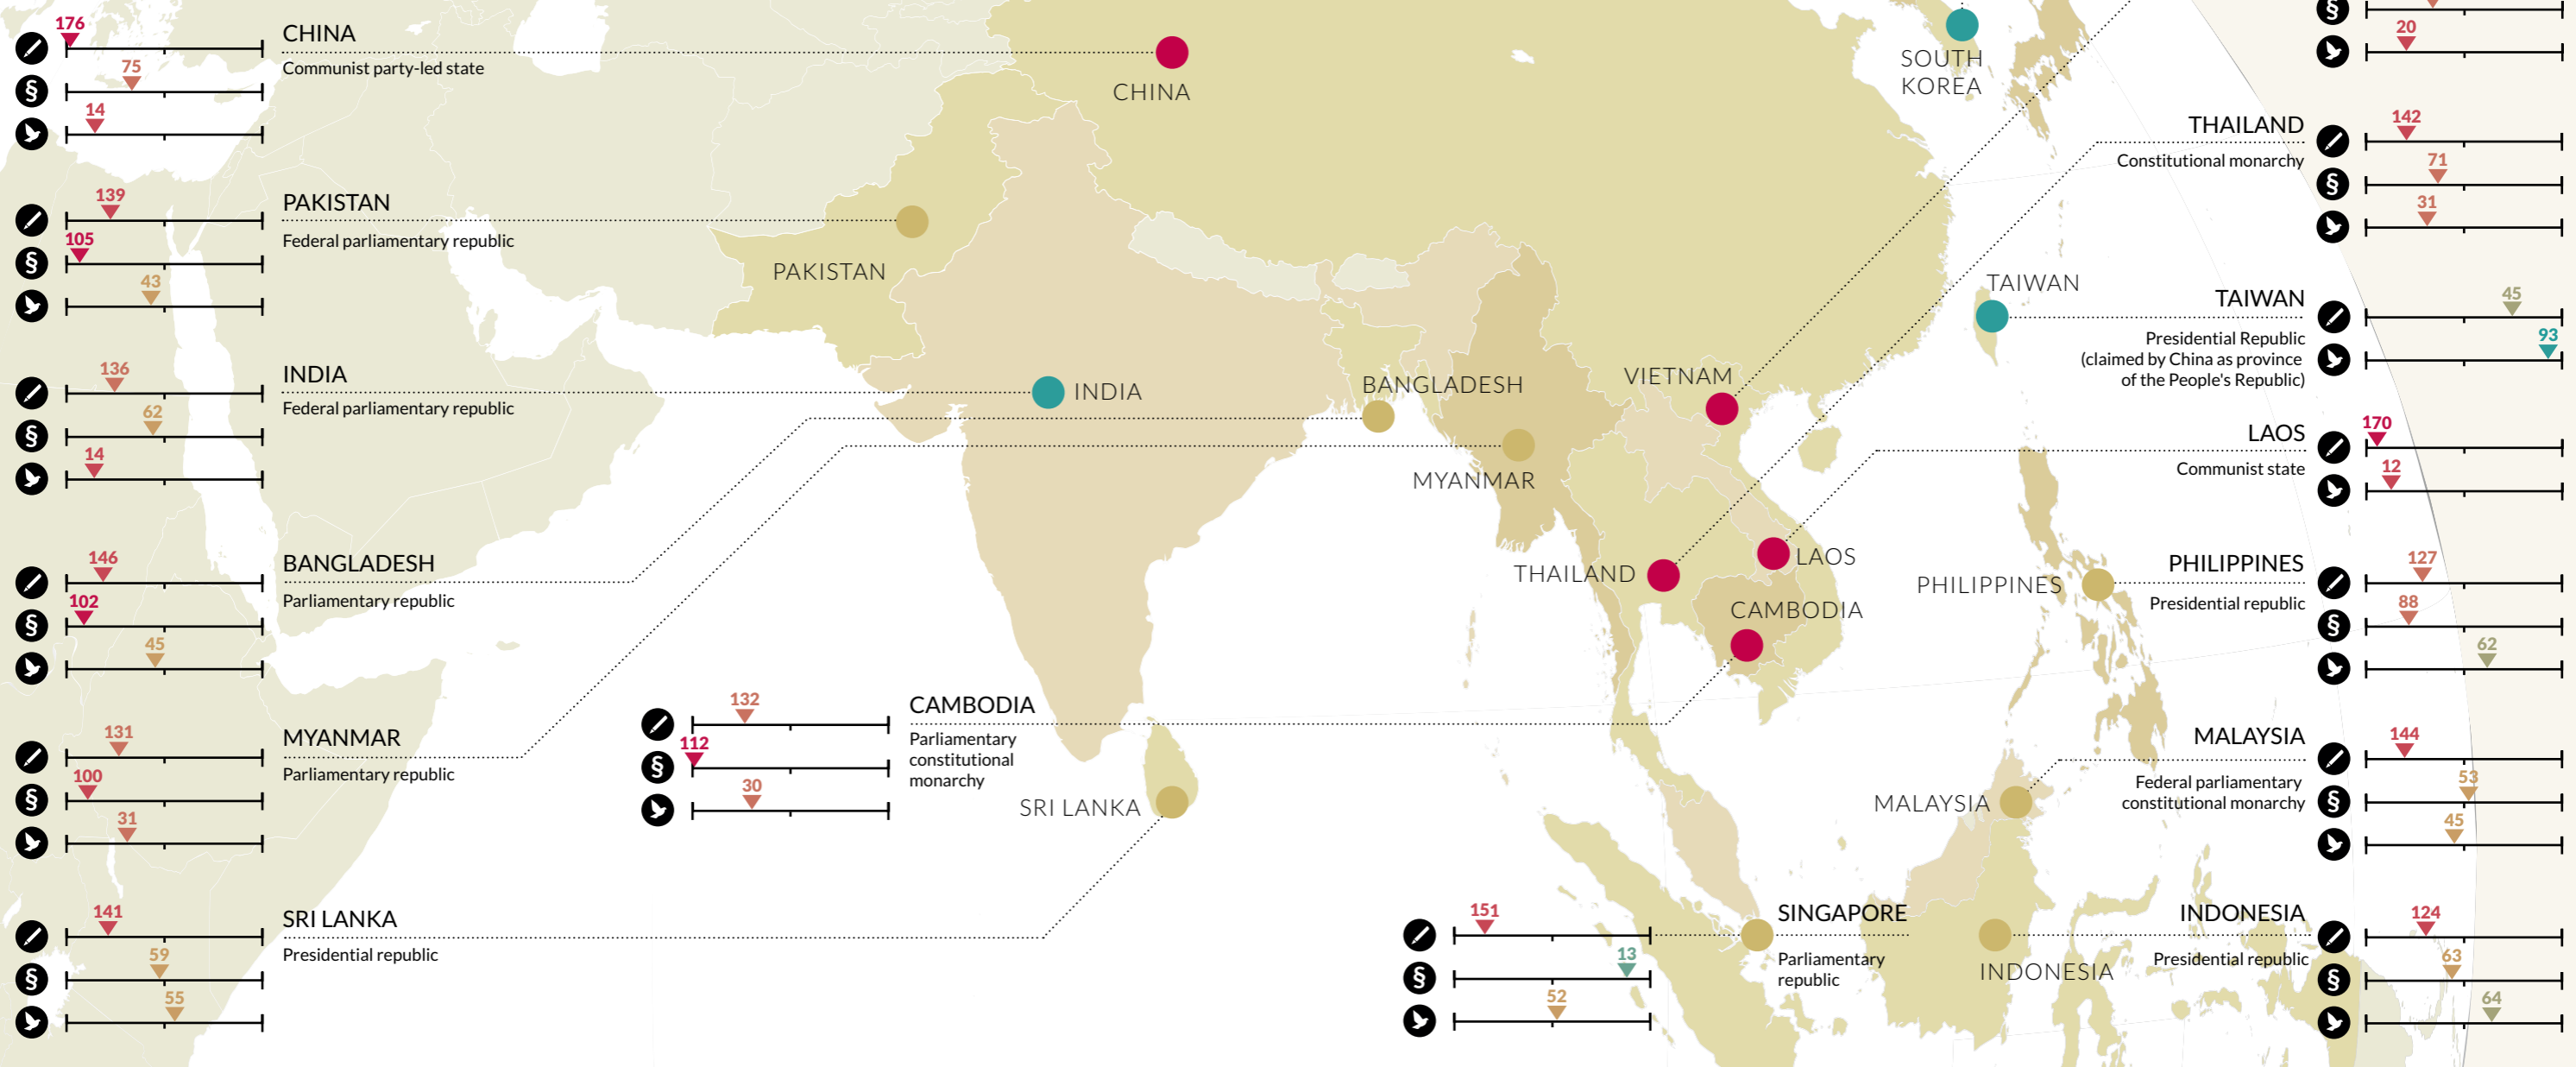 176
CHINA
Communist party-led state
§
75
14
139
PAKISTAN
Federal parliamentary republic
105
§
43
136
INDIA
Federal parliamentary republic
62
§
14
146
BANGLADESH
Parliamentary republic
102
§
45
131
MYANMAR
Parliamentary republic
100
§
31
141
SRI LANKA
Presidential republic
59
§
55
132
CAMBODIA
Parliamentary
constitutional
monarchy
112
§
30
CHINA
PAKISTAN
INDIA
BANGLADESH
MYANMAR
SRI LANKA
VIETNAM
THAILAND
LAOS
CAMBODIA
SOUTH
KOREA
TAIWAN
PHILIPPINES
MALAYSIA
INDONESIA
151
SINGAPORE
Parliamentary
republic
13
§
52
§
20
THAILAND
Constitutional monarchy
142
71
§
31
TAIWAN
Presidential Republic
(claimed by China as province
of the People's Republic)
45
93
LAOS
Communist state
170
12
PHILIPPINES
Presidential republic
127
88
§
62
MALAYSIA
Federal parliamentary
constitutional monarchy
144
53
§
45
INDONESIA
Presidential republic
124
63
§
64